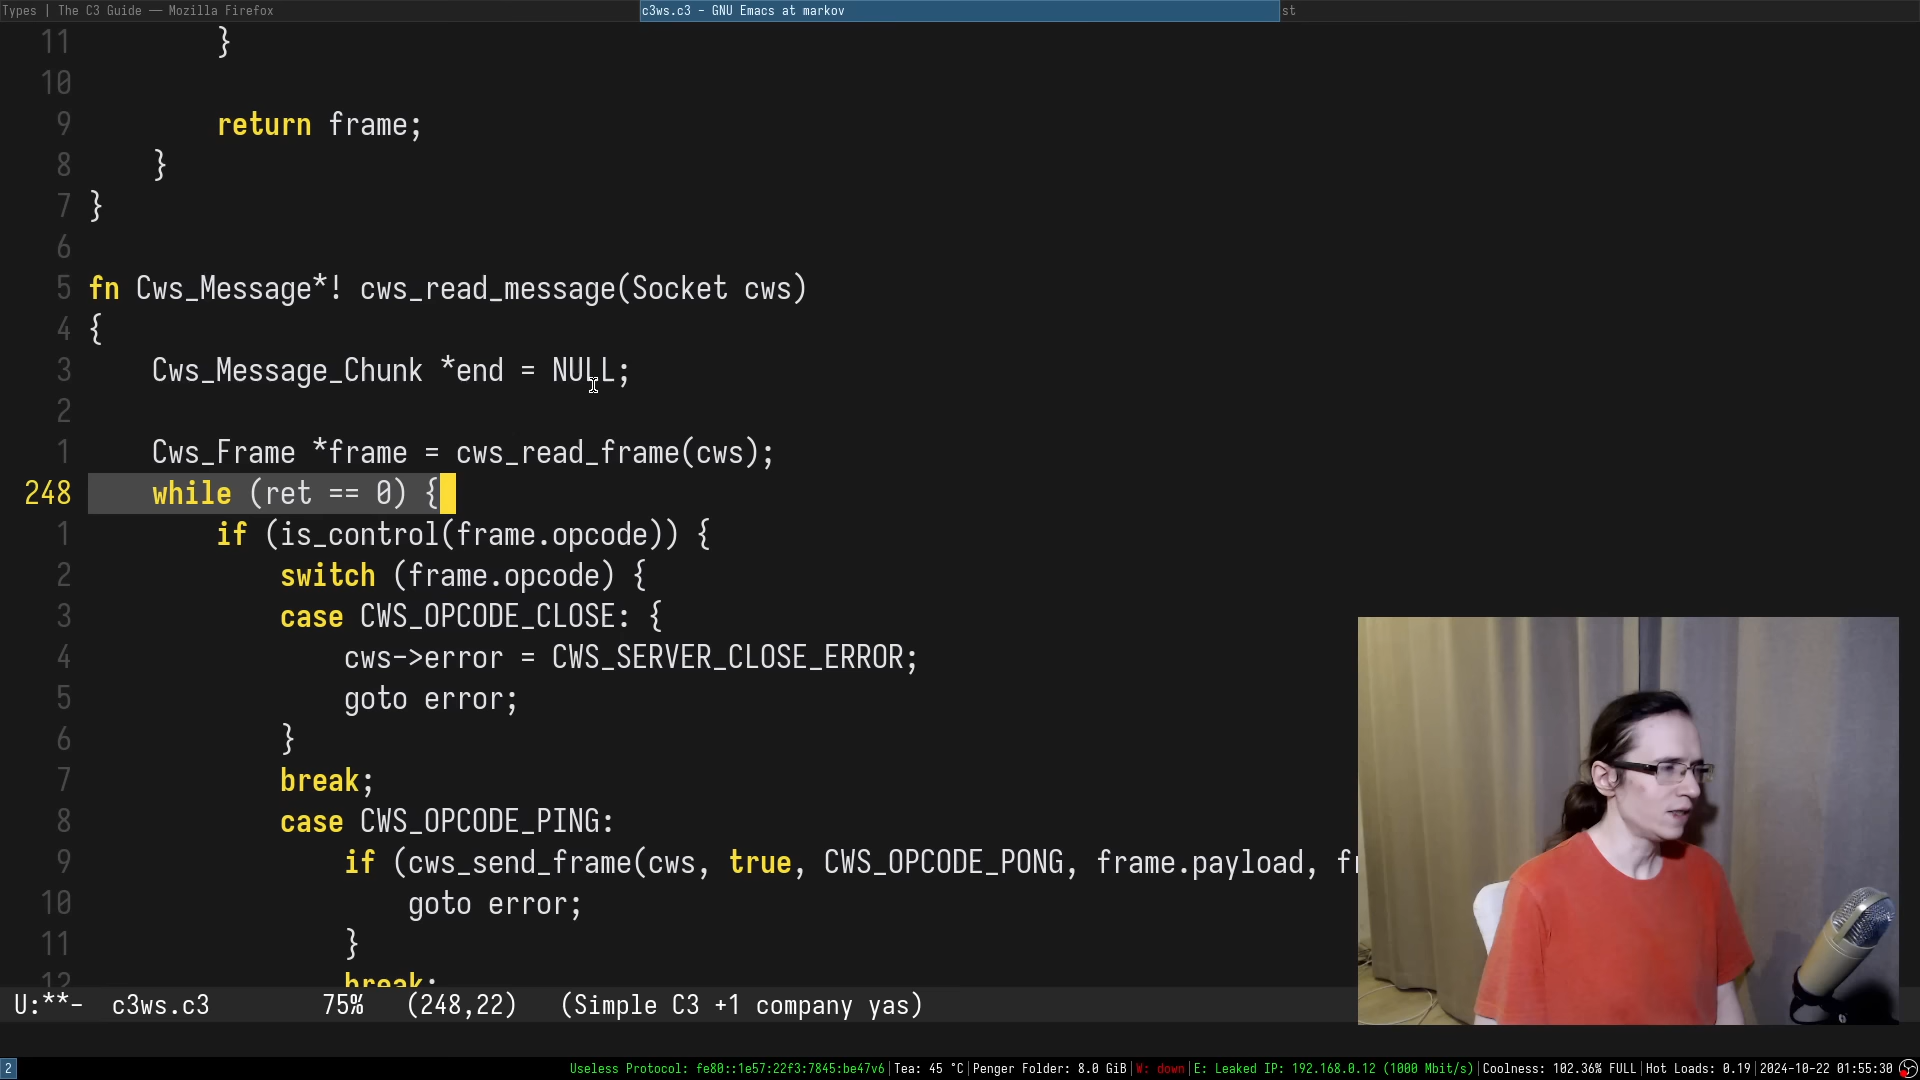 Types | The C3 Guide — Mozilla Firefox
c3ws.c3 - GNU Emacs at markov
st
11 }
10
9 return frame;
8 }
7 }
6
5 fn Cws_Message*! cws_read_message(Socket cws)
4 {
3 Cws_Message_Chunk *end = NULL;
2
1 Cws_Frame *frame = cws_read_frame(cws);
248 while (ret == 0) {
1 if (is_control(frame.opcode)) {
2 switch (frame.opcode) {
3 case CWS_OPCODE_CLOSE: {
4 cws->error = CWS_SERVER_CLOSE_ERROR;
5 goto error;
6 }
7 break;
8 case CWS_OPCODE_PING:
9 if (cws_send_frame(cws, true, CWS_OPCODE_PONG, frame.payload, fr
10 goto error;
11 }
12 break;
U:**- c3ws.c3 75% (248,22) (Simple C3 +1 company yas)
2 Useless Protocol: fe80::1e57:22f3:7845:be47v6|Tea: 45 °C|Penger Folder: 8.0 GiB|W: down|E: Leaked IP: 192.168.0.12 (1000 Mbit/s)|Coolness: 102.36% FULL|Hot Loads: 0.19|2024-10-22 01:55:30